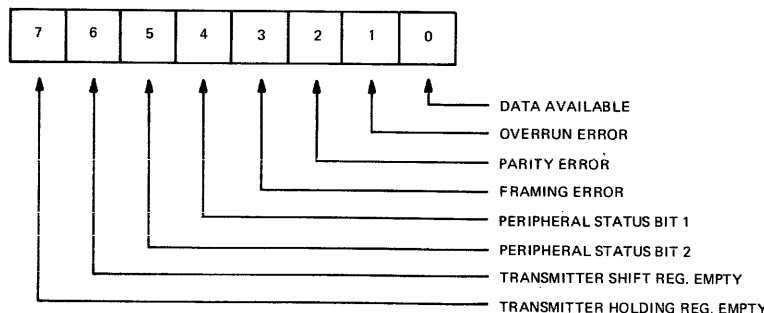 7 6 5 4 3 2 1 0
DATA AVAILABLE
OVERRUN ERROR
PARITY ERROR
FRAMING ERROR
PERIPHERAL STATUS BIT 1
PERIPHERAL STATUS BIT 2
TRANSMITTER SHIFT REG. EMPTY
TRANSMITTER HOLDING REG. EMPTY